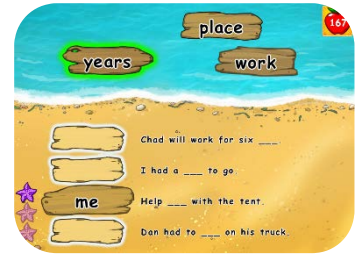 place
167
years
work
Chad will work for six ___.
I had a ___ to go.
me
Help ___ with the tent.
Dan had to ___ on his truck.